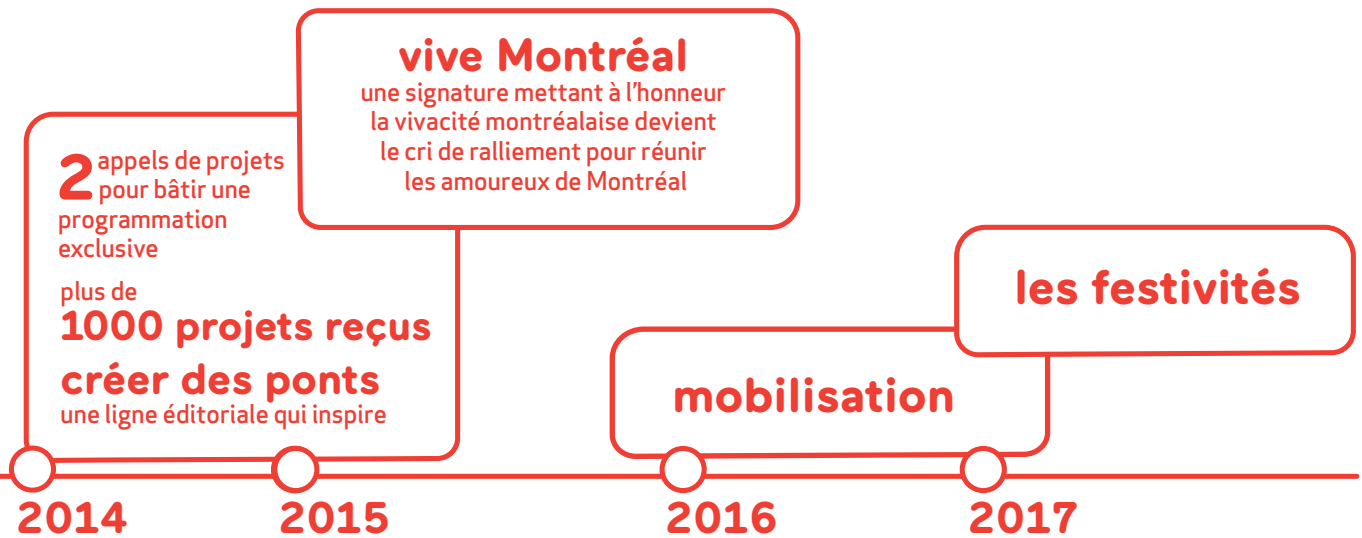 vive Montréal
une signature mettant à l’honneur
la vivacité montréalaise devient
le cri de ralliement pour réunir
les amoureux de Montréal
2 appels de projets
pour bâtir une
programmation
exclusive
plus de
1000 projets reçus
créer des ponts
une ligne éditoriale qui inspire
les festivités
mobilisation
2014
2015
2016
2017